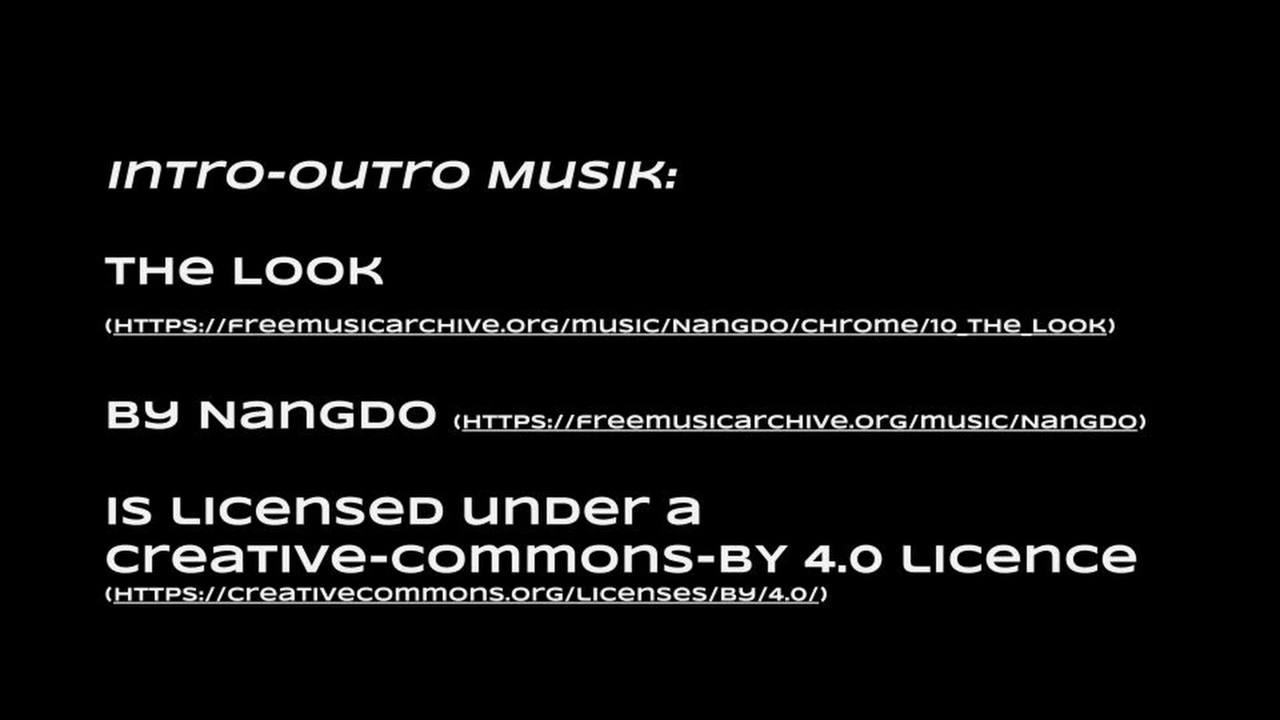 Intro-Outro Musik:
The Look
(https://freemusicarchive.org/music/Nangdo/Chrome/10_The_Look)
By Nangdo (https://freemusicarchive.org/music/Nangdo)
is licensed under a
Creative-Commons-BY 4.0 Licence
(https://creativecommons.org/licenses/by/4.0/)